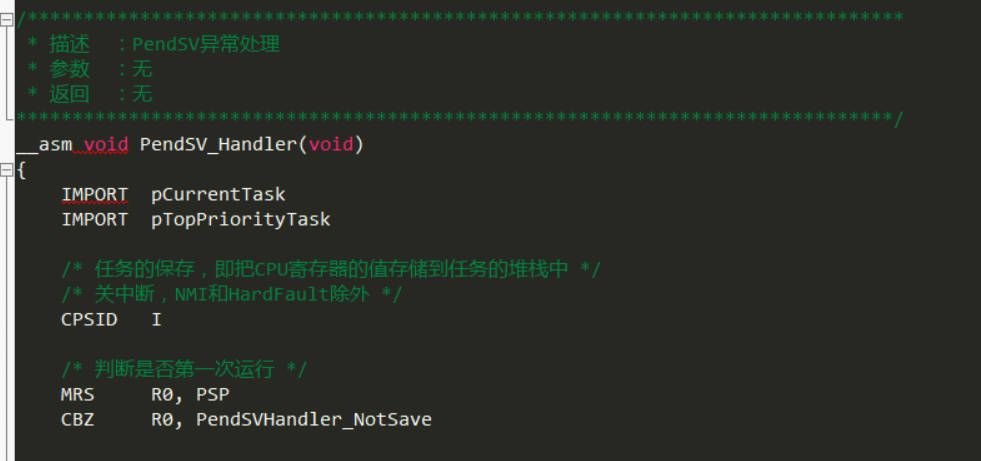 /******************************************************************************
 * 描述  :PendSV异常处理
 * 参数  :无
 * 返回  :无
******************************************************************************/
__asm void PendSV_Handler(void)
{
    IMPORT  pCurrentTask
    IMPORT  pTopPriorityTask
    /* 任务的保存，即把CPU寄存器的值存储到任务的堆栈中 */
    /* 关中断，NMI和HardFault除外 */
    CPSID   I
    /* 判断是否第一次运行 */
    MRS     R0, PSP
    CBZ     R0, PendSVHandler_NotSave